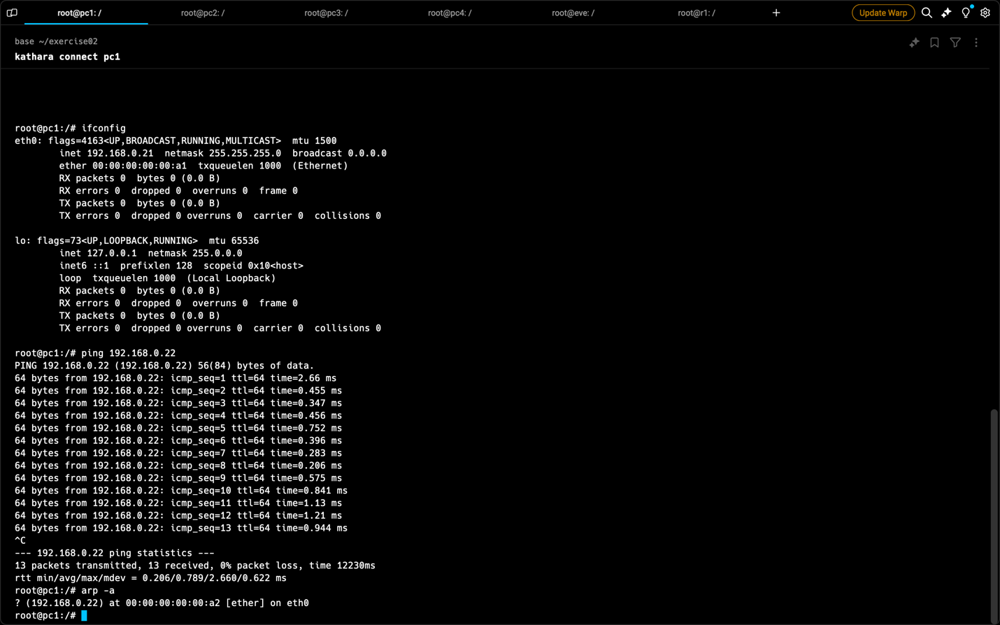 root@pc1: /
root@pc2: /
root@pc3: /
root@pc4: /
root@eve: /
root@r1: /
+
Update Warp
base ~/exercise02
kathara connect pc1
root@pc1:/# ifconfig
eth0: flags=4163<UP,BROADCAST,RUNNING,MULTICAST>  mtu 1500
        inet 192.168.0.21  netmask 255.255.255.0  broadcast 0.0.0.0
        ether 00:00:00:00:00:a1  txqueuelen 1000  (Ethernet)
        RX packets 0  bytes 0 (0.0 B)
        RX errors 0  dropped 0  overruns 0  frame 0
        TX packets 0  bytes 0 (0.0 B)
        TX errors 0  dropped 0 overruns 0  carrier 0  collisions 0
lo: flags=73<UP,LOOPBACK,RUNNING>  mtu 65536
        inet 127.0.0.1  netmask 255.0.0.0
        inet6 ::1  prefixlen 128  scopeid 0x10<host>
        loop  txqueuelen 1000  (Local Loopback)
        RX packets 0  bytes 0 (0.0 B)
        RX errors 0  dropped 0  overruns 0  frame 0
        TX packets 0  bytes 0 (0.0 B)
        TX errors 0  dropped 0 overruns 0  carrier 0  collisions 0
root@pc1:/# ping 192.168.0.22
PING 192.168.0.22 (192.168.0.22) 56(84) bytes of data.
64 bytes from 192.168.0.22: icmp_seq=1 ttl=64 time=2.66 ms
64 bytes from 192.168.0.22: icmp_seq=2 ttl=64 time=0.455 ms
64 bytes from 192.168.0.22: icmp_seq=3 ttl=64 time=0.347 ms
64 bytes from 192.168.0.22: icmp_seq=4 ttl=64 time=0.456 ms
64 bytes from 192.168.0.22: icmp_seq=5 ttl=64 time=0.752 ms
64 bytes from 192.168.0.22: icmp_seq=6 ttl=64 time=0.396 ms
64 bytes from 192.168.0.22: icmp_seq=7 ttl=64 time=0.283 ms
64 bytes from 192.168.0.22: icmp_seq=8 ttl=64 time=0.206 ms
64 bytes from 192.168.0.22: icmp_seq=9 ttl=64 time=0.575 ms
64 bytes from 192.168.0.22: icmp_seq=10 ttl=64 time=0.841 ms
64 bytes from 192.168.0.22: icmp_seq=11 ttl=64 time=1.13 ms
64 bytes from 192.168.0.22: icmp_seq=12 ttl=64 time=1.21 ms
64 bytes from 192.168.0.22: icmp_seq=13 ttl=64 time=0.944 ms
^C
--- 192.168.0.22 ping statistics ---
13 packets transmitted, 13 received, 0% packet loss, time 12230ms
rtt min/avg/max/mdev = 0.206/0.789/2.660/0.622 ms
root@pc1:/# arp -a
? (192.168.0.22) at 00:00:00:00:00:a2 [ether] on eth0
root@pc1:/#